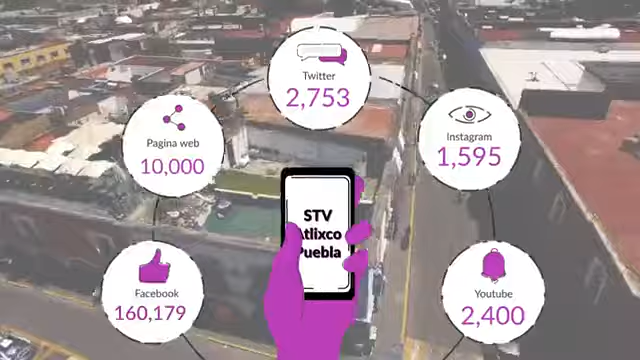 Twitter
2,753
Pagina web
10,000
Instagram
1,595
STV
Atlixco
Puebla
Facebook
160,179
Youtube
2,400